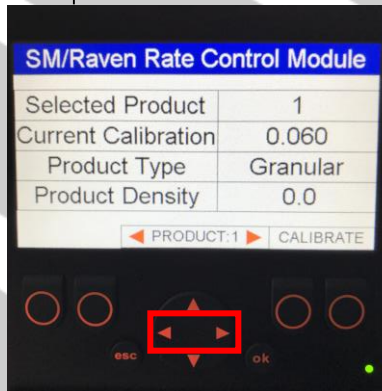 SM/Raven Rate Control Module
Selected Product 1
Current Calibration 0.060
Product Type Granular
Product Density 0.0
PRODUCT:1 CALIBRATE
esc ok